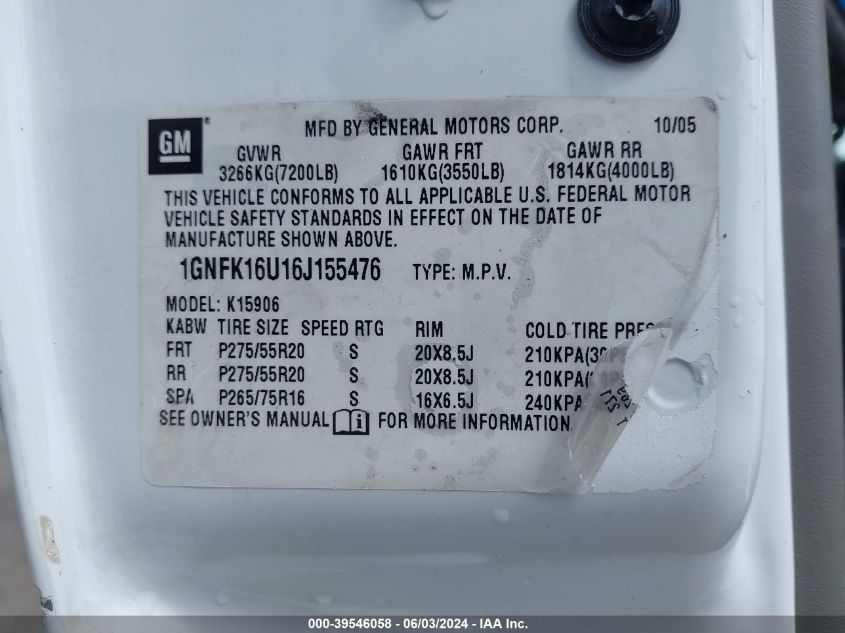 GM
MFD BY GENERAL MOTORS CORP. 10/05
GVWR GAWR FRT GAWR RR
3266KG(7200LB) 1610KG(3550LB) 1814KG(4000LB)
THIS VEHICLE CONFORMS TO ALL APPLICABLE U.S. FEDERAL MOTOR
VEHICLE SAFETY STANDARDS IN EFFECT ON THE DATE OF
MANUFACTURE SHOWN ABOVE.
1GNFK16U16J155476 TYPE: M.P.V.
MODEL: K15906
KABW TIRE SIZE SPEED RTG RIM COLD TIRE
FRT P275/55R20 S 20X8.5J 210KPA
RR P275/55R20 S 20X8.5J 210KPA
SPA P265/75R16 S 16X6.5J 240KPA
SEE OWNER'S MANUAL FOR MORE INFORMATION
000-39546058 - 06/03/2024 - IAA Inc.